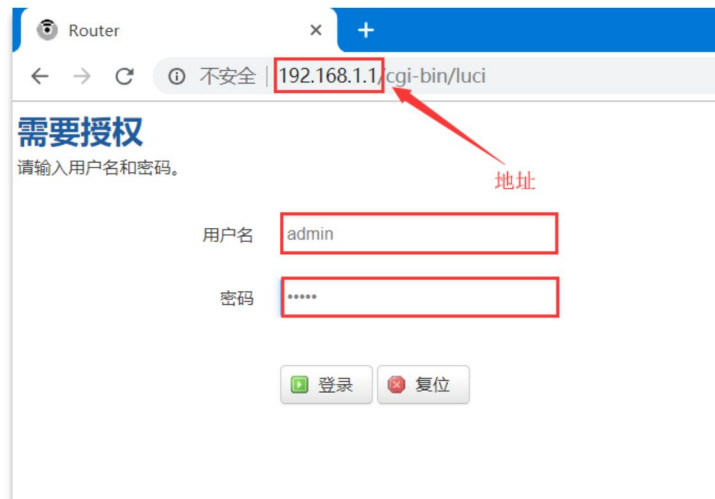 Router
不安全 192.168.1.1/cgi-bin/luci
需要授权
请输入用户名和密码。
地址
用户名 admin
密码 •••••
登录 复位